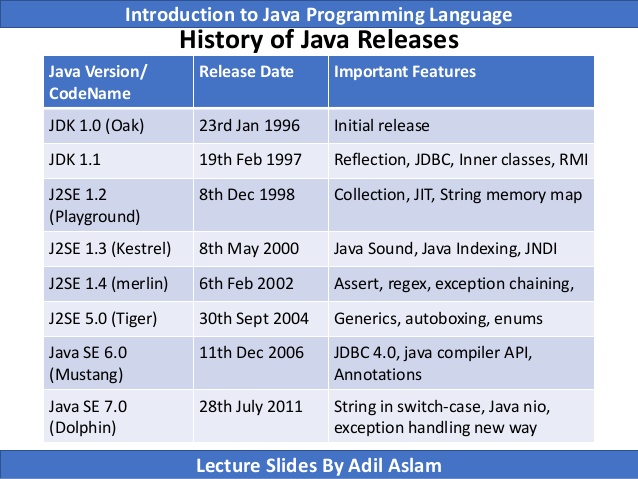 Introduction to Java Programming Language
History of Java Releases
Java Version/ Release Date Important Features
CodeName
JDK 1.0 (Oak) 23rd Jan 1996 Initial release
JDK 1.1 19th Feb 1997 Reflection, JDBC, Inner classes, RMI
J2SE 1.2 8th Dec 1998 Collection, JIT, String memory map
(Playground)
J2SE 1.3 (Kestrel) 8th May 2000 Java Sound, Java Indexing, JNDI
J2SE 1.4 (merlin) 6th Feb 2002 Assert, regex, exception chaining,
J2SE 5.0 (Tiger) 30th Sept 2004 Generics, autoboxing, enums
Java SE 6.0 11th Dec 2006 JDBC 4.0, java compiler API,
(Mustang) Annotations
Java SE 7.0 28th July 2011 String in switch-case, Java nio,
(Dolphin) exception handling new way
Lecture Slides By Adil Aslam